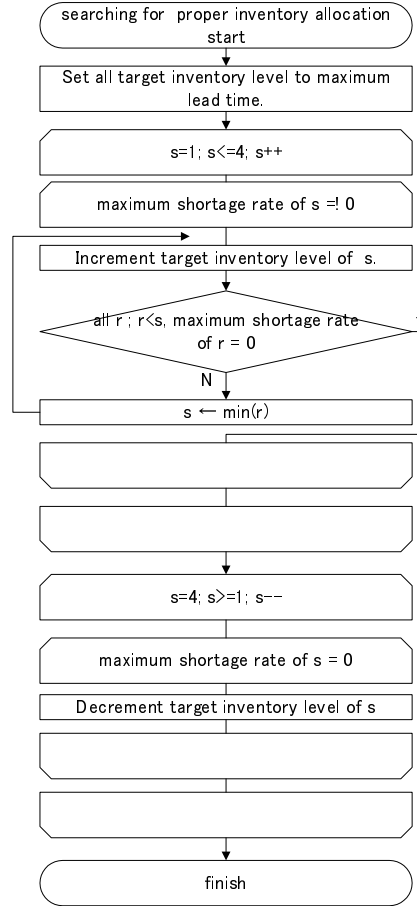 searching for proper inventory allocation
start
Set all target inventory level to maximum
lead time.
s=1; s<=4; s++
maximum shortage rate of s =! 0
Increment target inventory level of s.
all r ; r<s, maximum shortage rate
of r = 0
N
s ← min(r)
s=4; s>=1; s--
maximum shortage rate of s = 0
Decrement target inventory level of s
finish